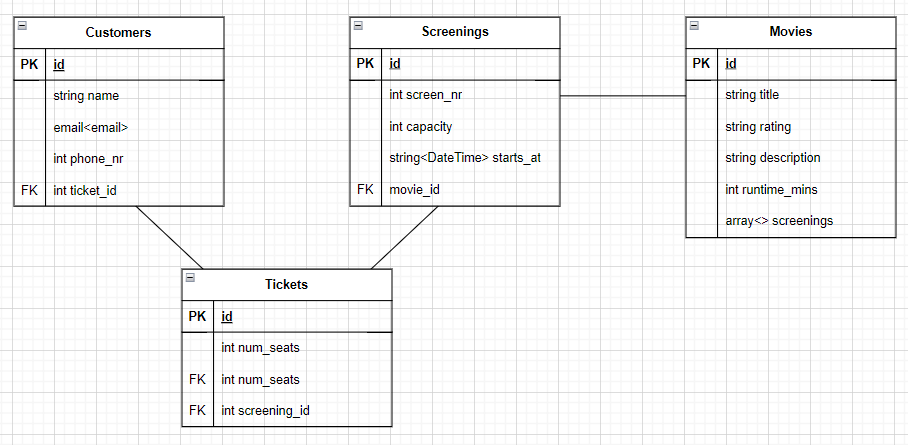 Customers
PK id
string name
email<email>
int phone_nr
FK int ticket_id
Screenings
PK id
int screen_nr
int capacity
string<DateTime> starts_at
FK movie_id
Movies
PK id
string title
string rating
string description
int runtime_mins
array<> screenings
Tickets
PK id
int num_seats
FK int num_seats
FK int screening_id